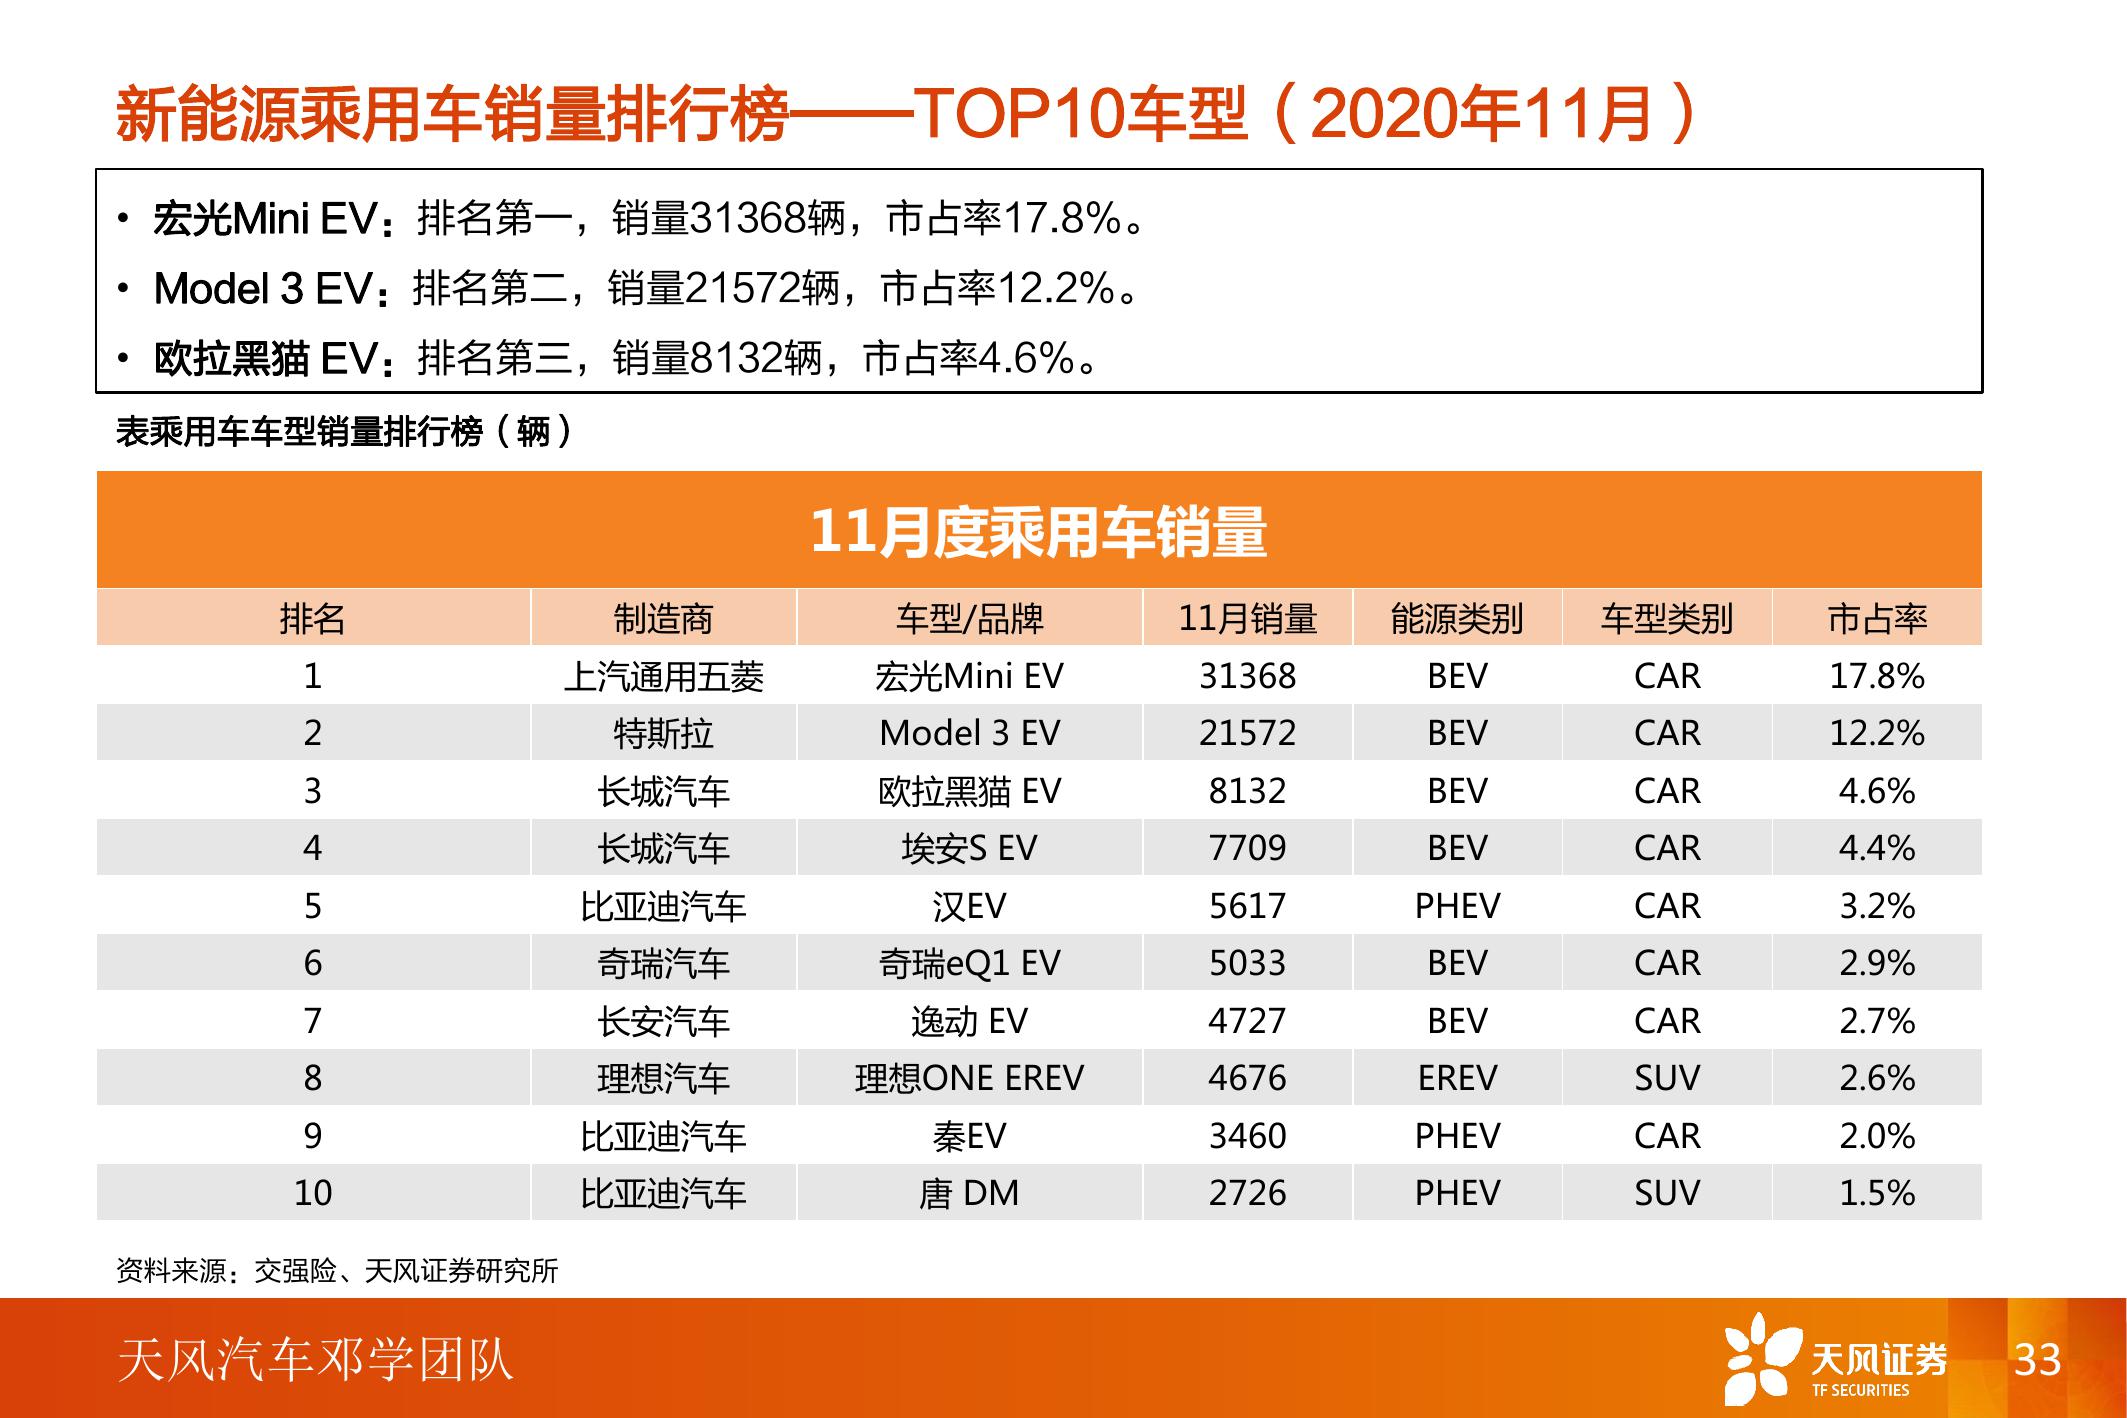 新能源乘用车销量排行榜——TOP10车型（2020年11月）
• 宏光Mini EV：排名第一，销量31368辆，市占率17.8%。
• Model 3 EV：排名第二，销量21572辆，市占率12.2%。
• 欧拉黑猫 EV：排名第三，销量8132辆，市占率4.6%。
表乘用车车型销量排行榜（辆）
11月度乘用车销量
排名 制造商 车型/品牌 11月销量 能源类别 车型类别 市占率
1 上汽通用五菱 宏光Mini EV 31368 BEV CAR 17.8%
2 特斯拉 Model 3 EV 21572 BEV CAR 12.2%
3 长城汽车 欧拉黑猫 EV 8132 BEV CAR 4.6%
4 长城汽车 埃安S EV 7709 BEV CAR 4.4%
5 比亚迪汽车 汉EV 5617 PHEV CAR 3.2%
6 奇瑞汽车 奇瑞eQ1 EV 5033 BEV CAR 2.9%
7 长安汽车 逸动 EV 4727 BEV CAR 2.7%
8 理想汽车 理想ONE EREV 4676 EREV SUV 2.6%
9 比亚迪汽车 秦EV 3460 PHEV CAR 2.0%
10 比亚迪汽车 唐 DM 2726 PHEV SUV 1.5%
资料来源：交强险、天风证券研究所
天风汽车邓学团队
天风证券
TF SECURITIES
33